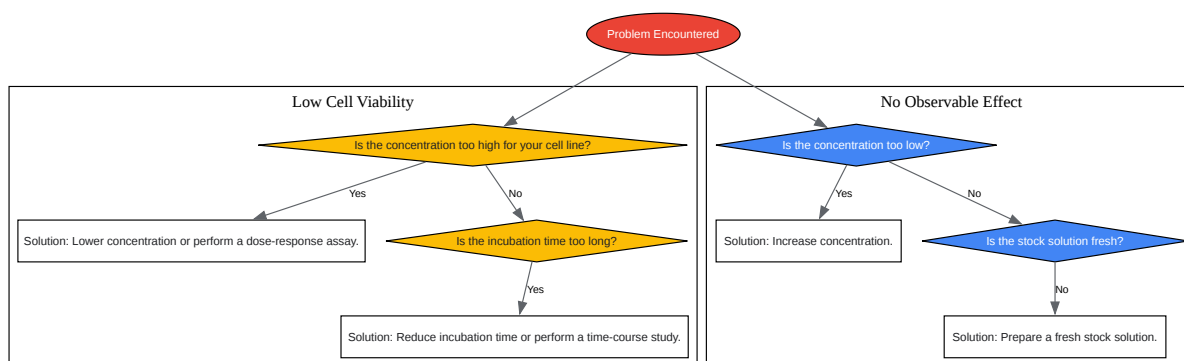 Problem Encountered
Low Cell Viability
No Observable Effect
Is the concentration too high for your cell line?
Is the concentration too low?
Yes
No
Yes
No
Solution: Lower concentration or perform a dose-response assay.
Is the incubation time too long?
Solution: Increase concentration.
Is the stock solution fresh?
Yes
No
Solution: Reduce incubation time or perform a time-course study.
Solution: Prepare a fresh stock solution.